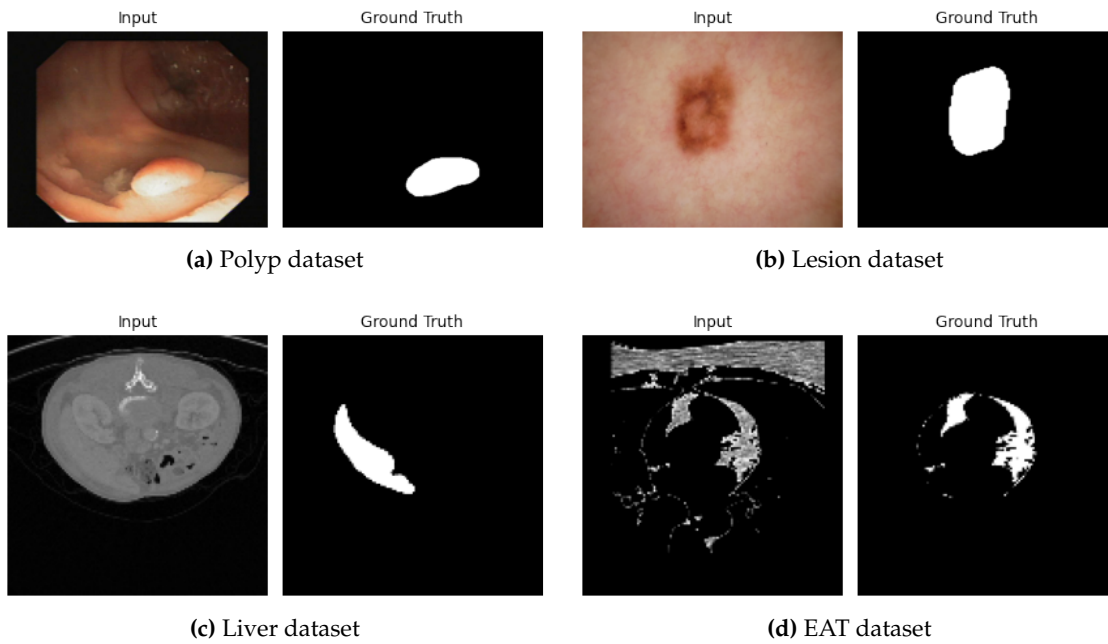 Input Ground Truth Input Ground Truth
(a) Polyp dataset (b) Lesion dataset
Input Ground Truth Input Ground Truth
(c) Liver dataset (d) EAT dataset